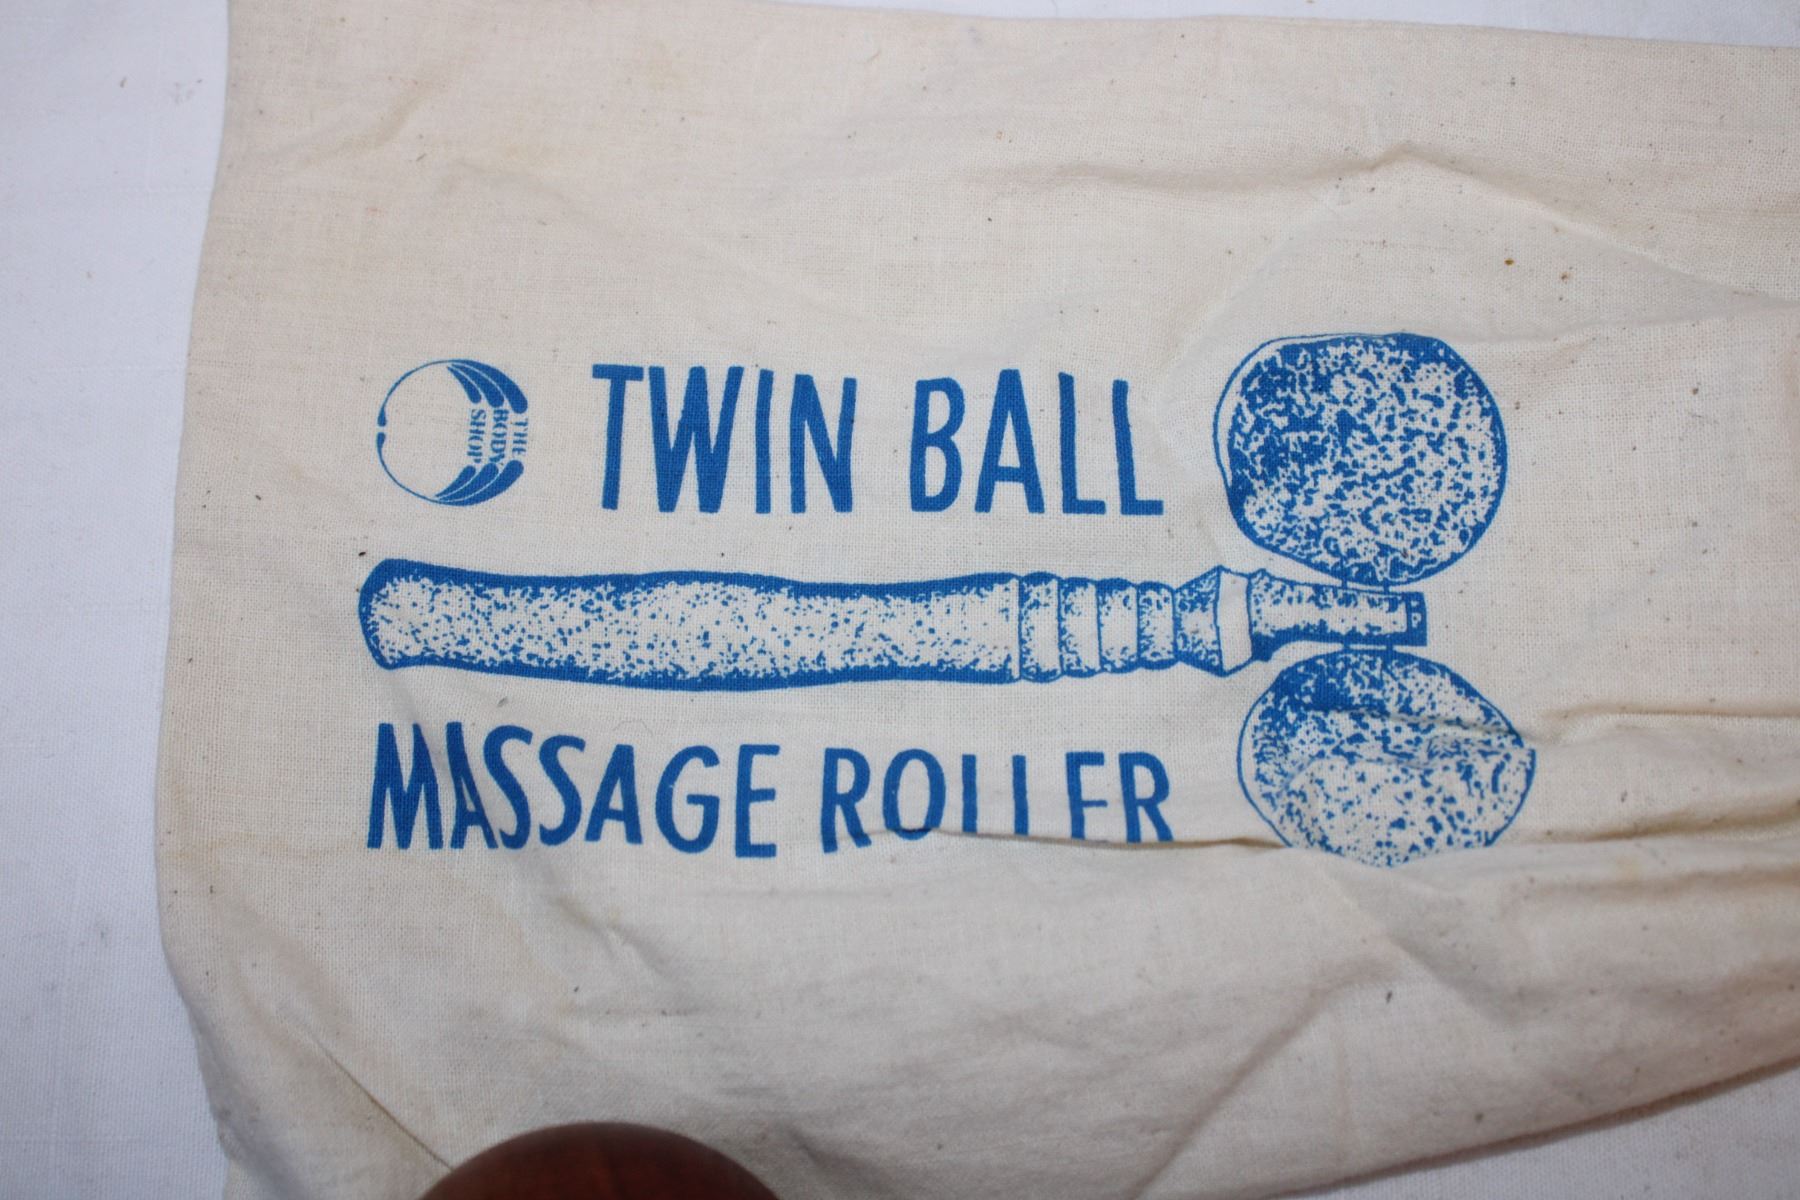 THE
BODY
SHOP
TWIN BALL
MASSAGE ROLLER